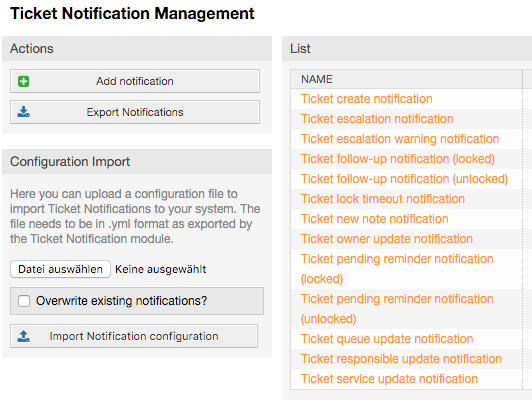 Ticket Notification Management
Actions
Add notification
Export Notifications
Configuration Import
Here you can upload a configuration file to
import Ticket Notifications to your system. The
file needs to be in .yml format as exported by
the Ticket Notification module.
Datei auswählen Keine ausgewählt
Overwrite existing notifications?
Import Notification configuration
List
NAME
Ticket create notification
Ticket escalation notification
Ticket escalation warning notification
Ticket follow-up notification (locked)
Ticket follow-up notification (unlocked)
Ticket lock timeout notification
Ticket new note notification
Ticket owner update notification
Ticket pending reminder notification
(locked)
Ticket pending reminder notification
(unlocked)
Ticket queue update notification
Ticket responsible update notification
Ticket service update notification